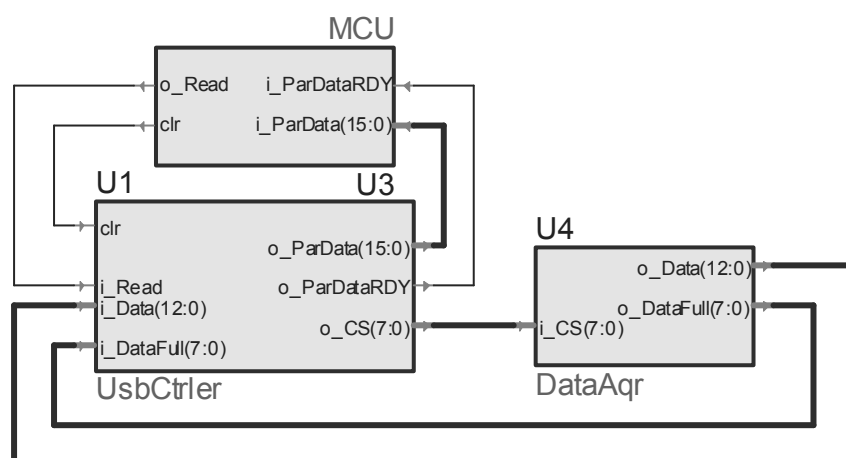 MCU
o_Read i_ParDataRDY
clr i_ParData(15:0)
U1 U3
clr
o_ParData(15:0)
i_Read o_ParDataRDY
i_Data(12:0)
o_CS(7:0)
i_DataFull(7:0)
UsbCtrler
U4
o_Data(12:0)
o_DataFull(7:0)
i_CS(7:0)
DataAqr